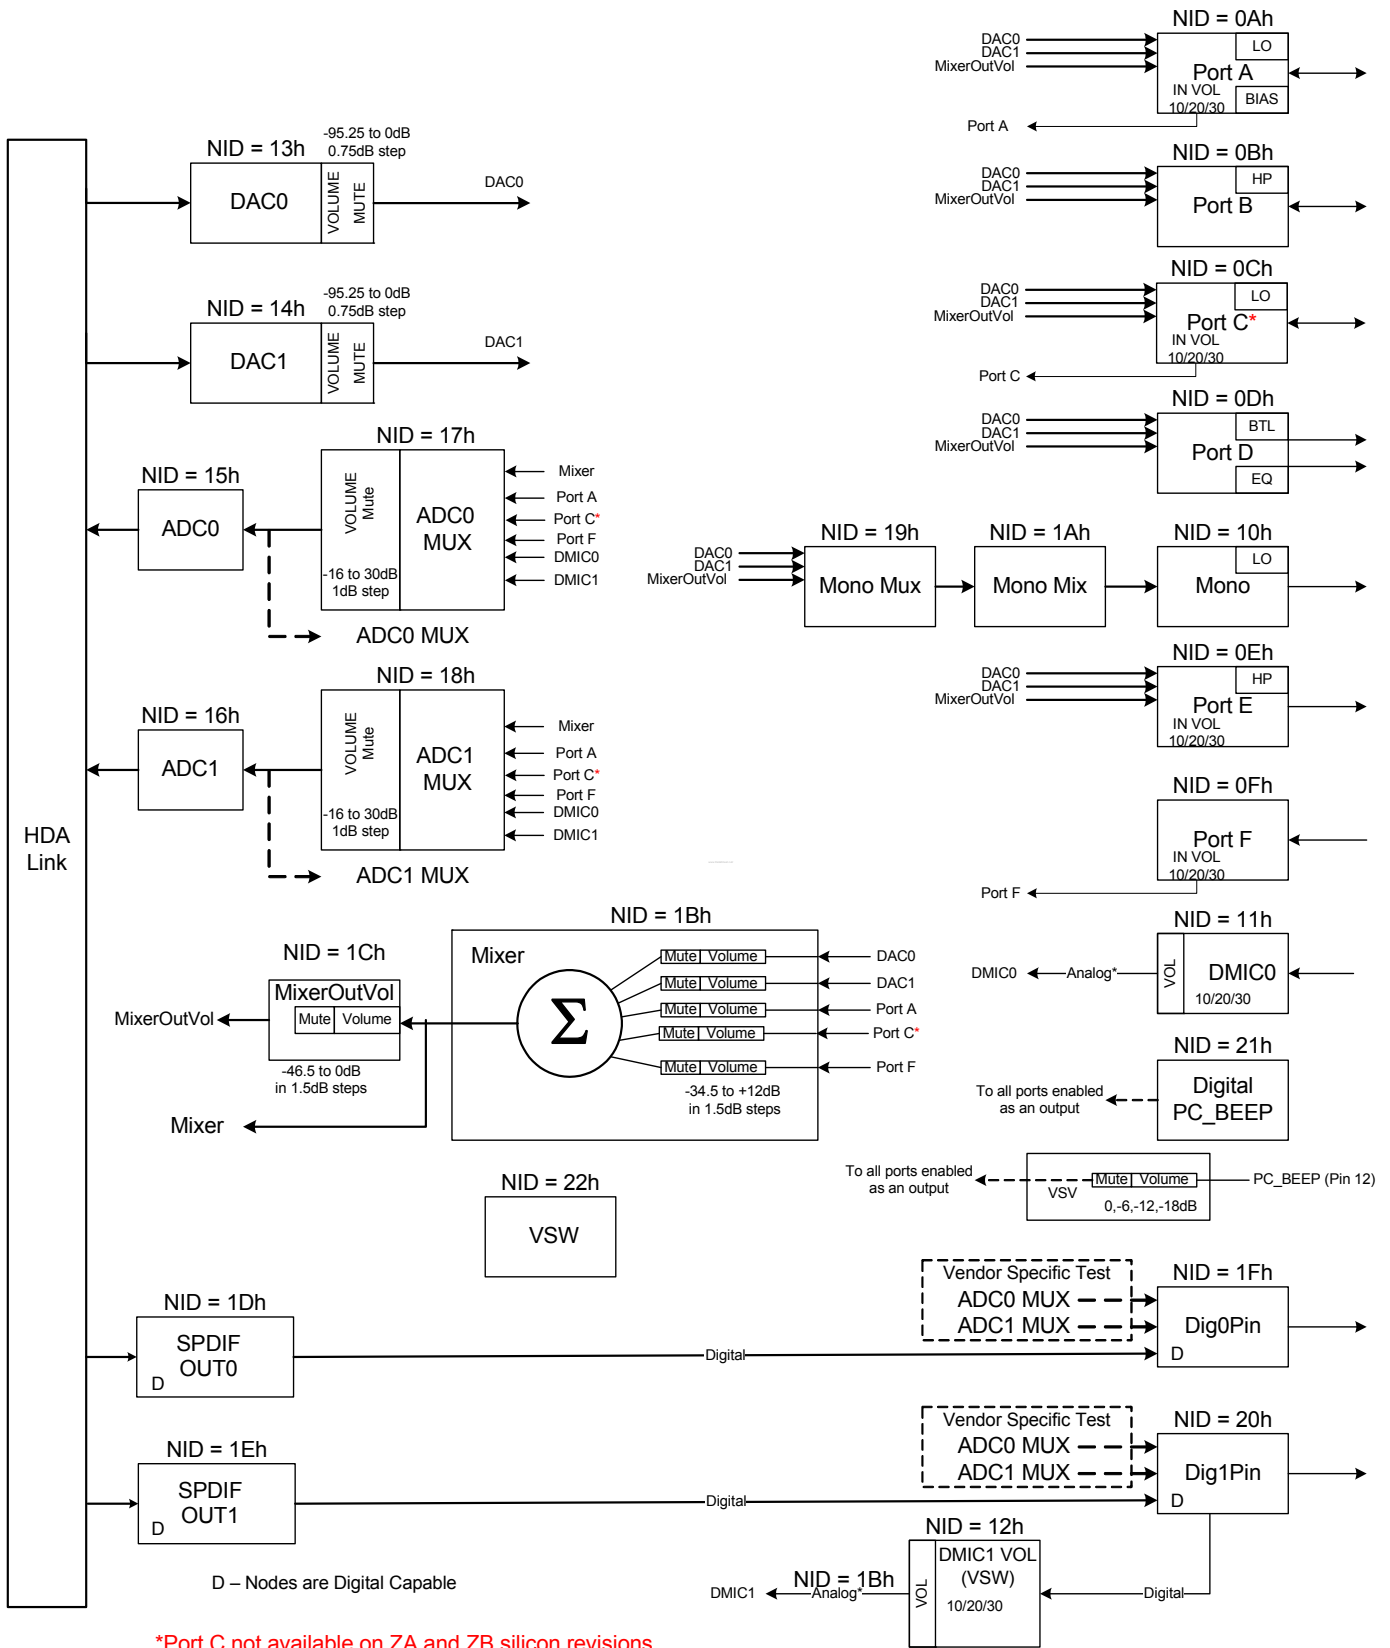 HDA
Link
NID = 13h
-95.25 to 0dB
0.75dB step
DAC0
VOLUME
MUTE
DAC0
NID = 14h
-95.25 to 0dB
0.75dB step
DAC1
VOLUME
MUTE
DAC1
NID = 17h
NID = 15h
ADC0
VOLUME
Mute
-16 to 30dB
1dB step
ADC0
MUX
Mixer
Port A
Port C*
Port F
DMIC0
DMIC1
ADC0 MUX
NID = 18h
NID = 16h
ADC1
VOLUME
Mute
-16 to 30dB
1dB step
ADC1
MUX
Mixer
Port A
Port C*
Port F
DMIC0
DMIC1
ADC1 MUX
NID = 1Bh
Mixer
Σ
Mute Volume
DAC0
Mute Volume
DAC1
Mute Volume
Port A
Mute Volume
Port C*
Mute Volume
Port F
-34.5 to +12dB
in 1.5dB steps
NID = 1Ch
MixerOutVol
Mute Volume
-46.5 to 0dB
in 1.5dB steps
MixerOutVol
Mixer
NID = 22h
VSW
NID = 1Dh
SPDIF
OUT0
D
Digital
NID = 1Eh
SPDIF
OUT1
D
Digital
D – Nodes are Digital Capable
*Port C not available on ZA and ZB silicon revisions
NID = 0Ah
DAC0
DAC1
MixerOutVol
LO
Port A
IN VOL
10/20/30
BIAS
Port A
NID = 0Bh
DAC0
DAC1
MixerOutVol
HP
Port B
NID = 0Ch
DAC0
DAC1
MixerOutVol
LO
Port C*
IN VOL
10/20/30
Port C
NID = 0Dh
DAC0
DAC1
MixerOutVol
BTL
Port D
EQ
NID = 19h
DAC0
DAC1
MixerOutVol
Mono Mux
NID = 1Ah
Mono Mix
NID = 10h
LO
Mono
NID = 0Eh
DAC0
DAC1
MixerOutVol
HP
Port E
IN VOL
10/20/30
NID = 0Fh
Port F
IN VOL
10/20/30
Port F
NID = 11h
DMIC0
Analog*
VOL
DMIC0
10/20/30
NID = 21h
To all ports enabled
as an output
Digital
PC_BEEP
To all ports enabled
as an output
VSV
Mute Volume
0,-6,-12,-18dB
PC_BEEP (Pin 12)
Vendor Specific Test
ADC0 MUX
ADC1 MUX
NID = 1Fh
Dig0Pin
D
Vendor Specific Test
ADC0 MUX
ADC1 MUX
NID = 20h
Dig1Pin
D
NID = 12h
DMIC1 VOL
(VSW)
10/20/30
VOL
NID = 1Bh
DMIC1
Analog*
Digital